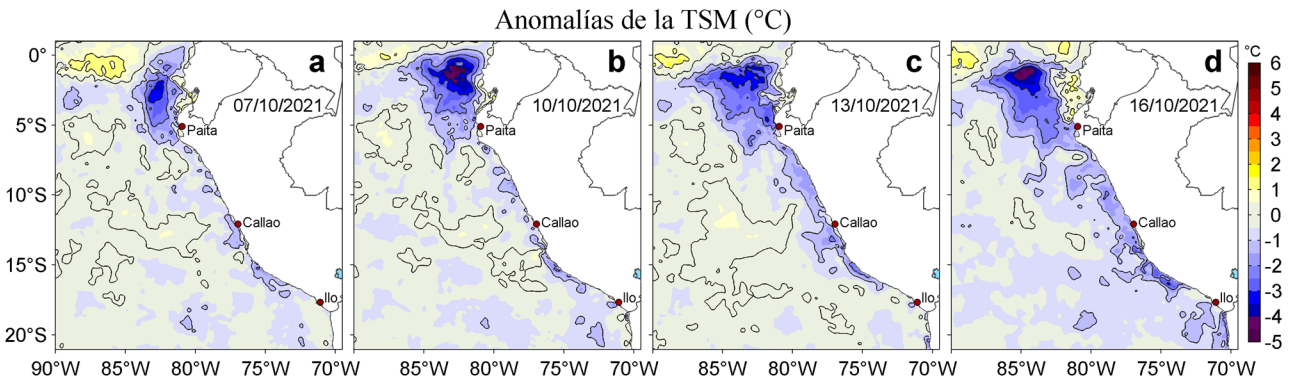 Anomalías de la TSM (°C)
a
b
c
d
07/10/2021
10/10/2021
13/10/2021
16/10/2021
Paita
Callao
Ilo
Paita
Callao
Ilo
Paita
Callao
Ilo
Paita
Callao
Ilo
0°
5°S
10°S
15°S
20°S
90°W 85°W 80°W 75°W 70°W
85°W 80°W 75°W 70°W
85°W 80°W 75°W 70°W
85°W 80°W 75°W 70°W
°C
6
5
4
3
2
1
0
-1
-2
-3
-4
-5